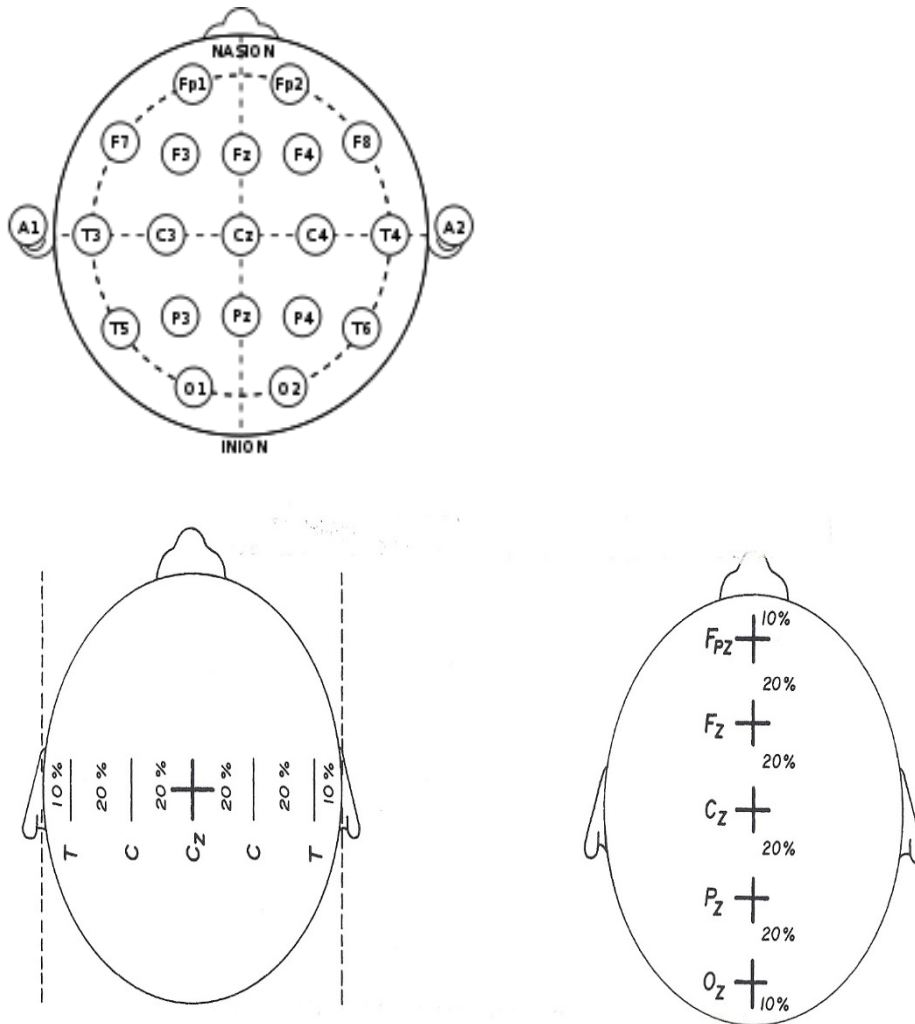 NASION
Fp1 Fp2
F7 F3 Fz F4 F8
A1 T3 C3 Cz C4 T4 A2
T5 P3 Pz P4 T6
O1 O2
INION
10% 20% 20% 20% 20% 10%
T C CZ C T
10%
FPZ
20%
FZ
20%
CZ
20%
PZ
20%
OZ
10%